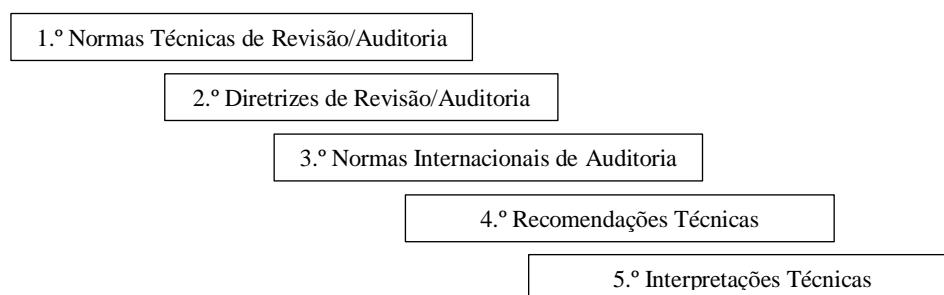 1.º Normas Técnicas de Revisão/Auditoria
2.º Diretrizes de Revisão/Auditoria
3.º Normas Internacionais de Auditoria
4.º Recomendações Técnicas
5.º Interpretações Técnicas